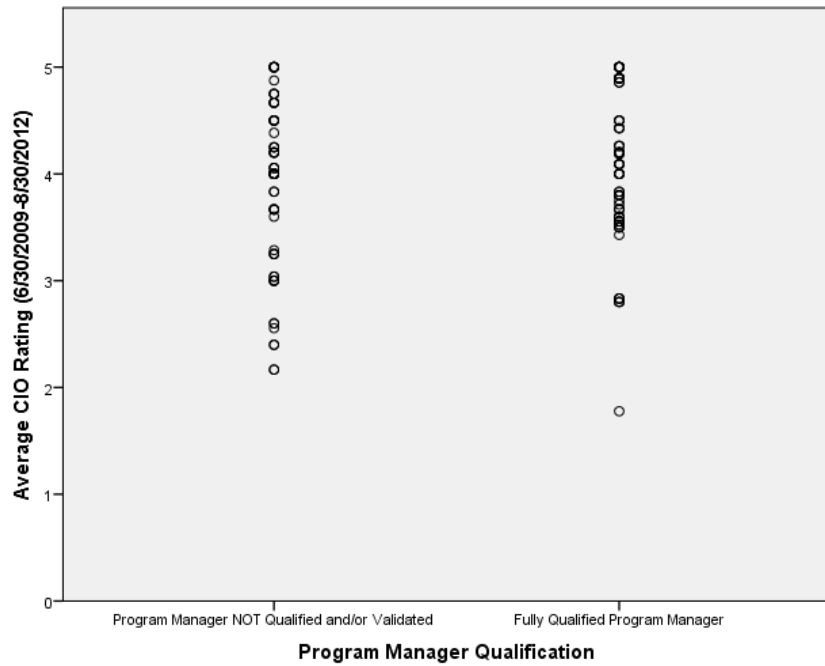 Average CIO Rating (6/30/2009-8/30/2012)
5
4
3
2
1
0
Program Manager NOT Qualified and/or Validated
Fully Qualified Program Manager
Program Manager Qualification